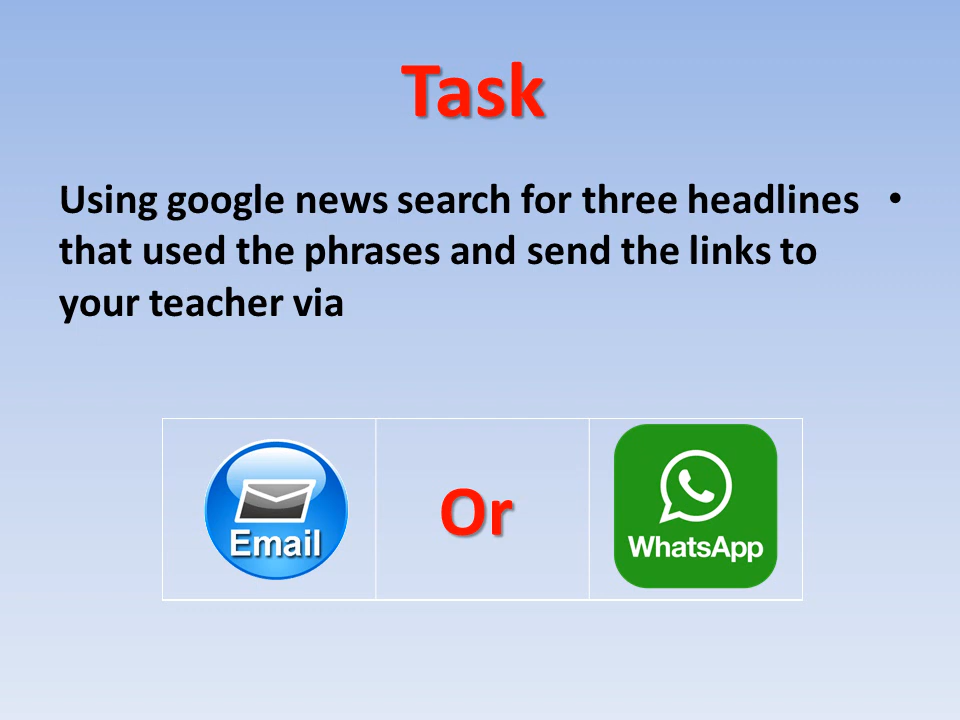 Task
Using google news search for three headlines •
that used the phrases and send the links to
your teacher via
Email
Or
WhatsApp